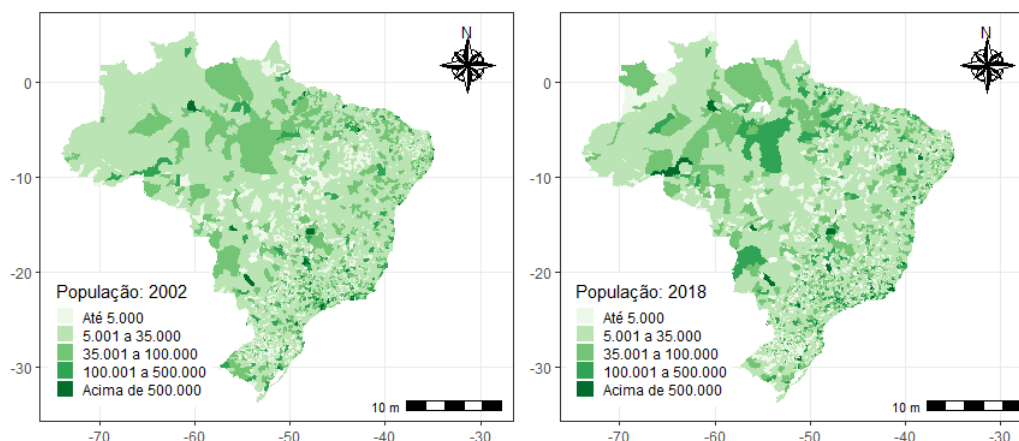 N
0
-10
-20
-30
População: 2002
Até 5.000
5.001 a 35.000
35.001 a 100.000
100.001 a 500.000
Acima de 500.000
10 m
-70
-60
-50
-40
-30
N
0
-10
-20
-30
População: 2018
Até 5.000
5.001 a 35.000
35.001 a 100.000
100.001 a 500.000
Acima de 500.000
10 m
-70
-60
-50
-40
-30